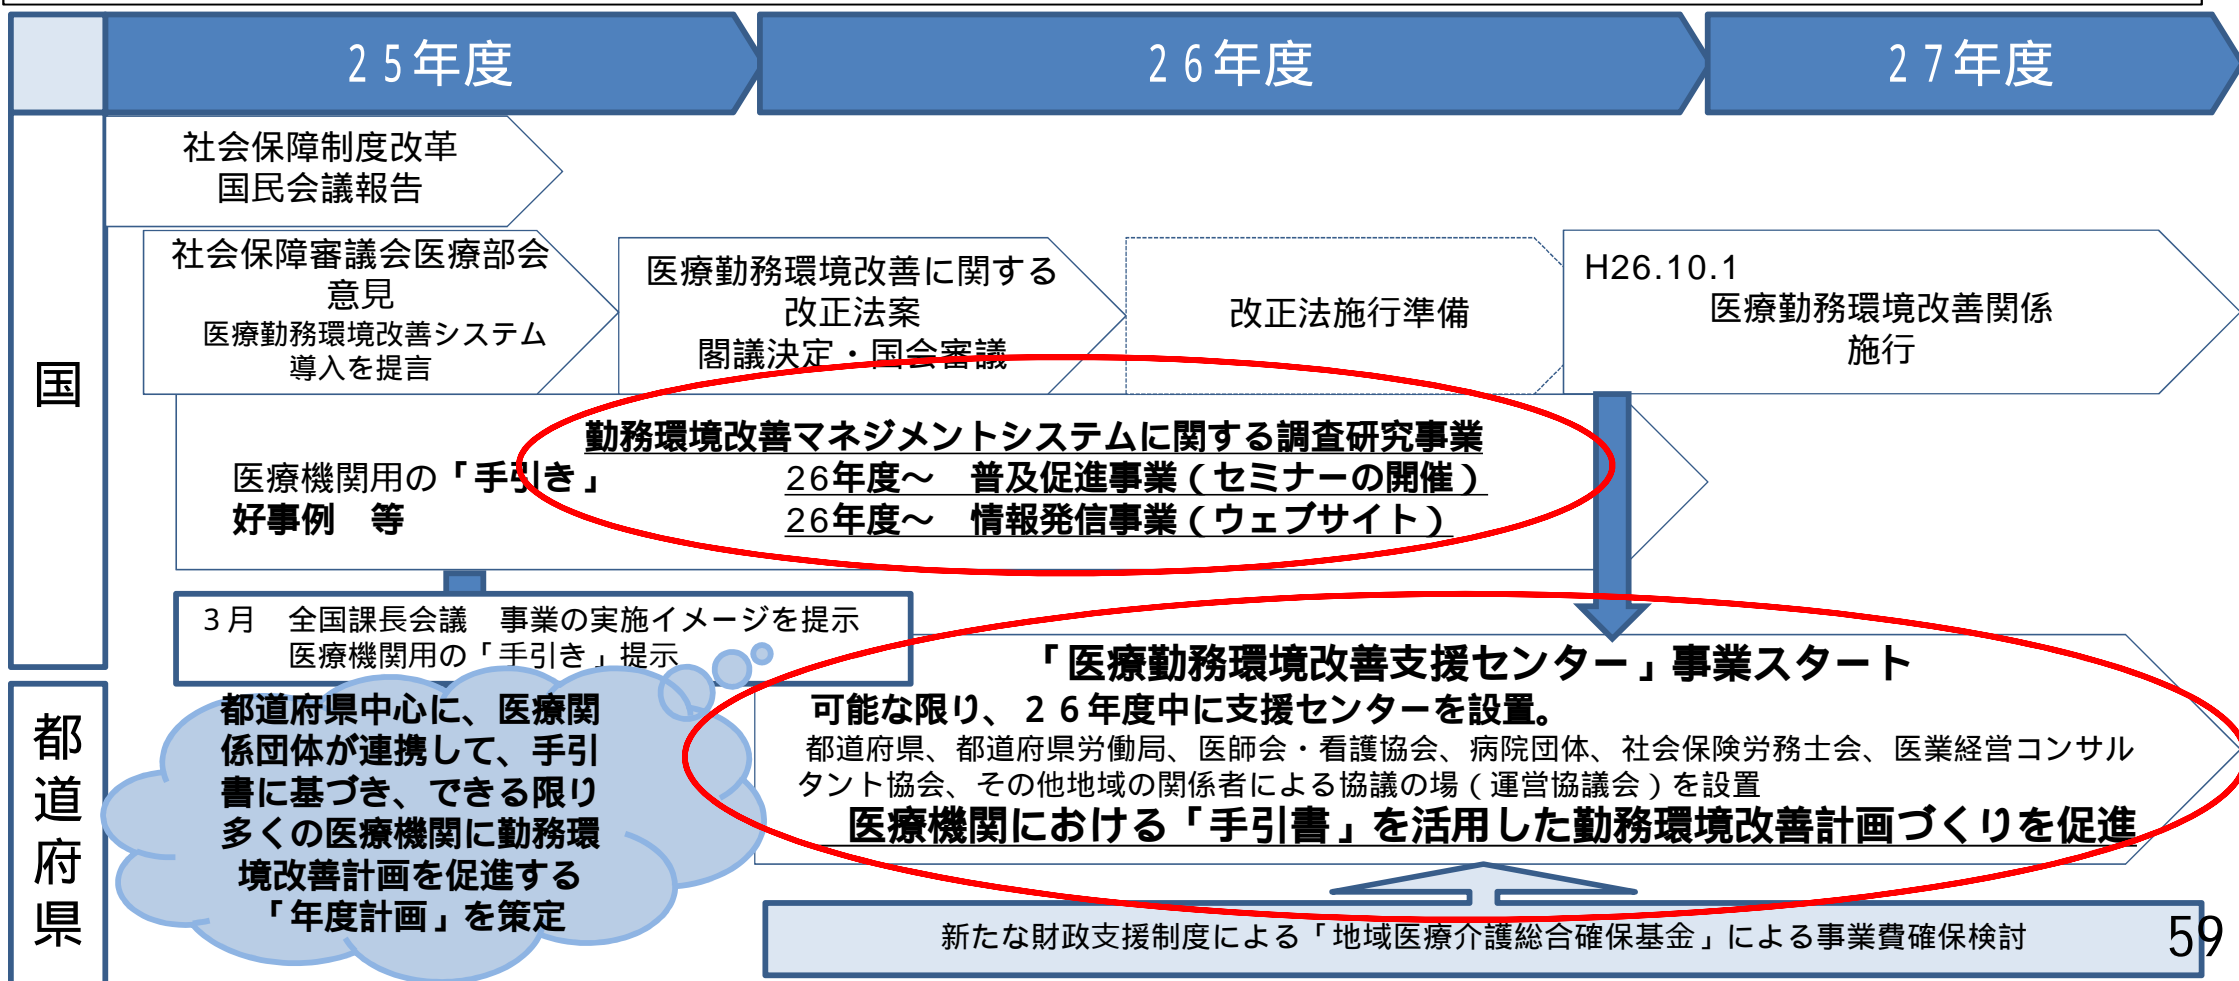 25年度
26年度
27年度
国
社会保障制度改革
国民会議報告
社会保障審議会医療部会
意見
医療勤務環境改善システム
導入を提言
医療勤務環境改善に関する
改正法案
閣議決定・国会審議
改正法施行準備
H26.10.1
医療勤務環境改善関係
施行
勤務環境改善マネジメントシステムに関する調査研究事業
医療機関用の「手引き」
好事例　等
26年度～　普及促進事業(セミナーの開催)
26年度～　情報発信事業(ウェブサイト)
3月　全国課長会議　事業の実施イメージを提示
医療機関用の「手引き」提示
都道府県
都道府県中心に、医療関
係団体が連携して、手引
書に基づき、できる限り
多くの医療機関に勤務環
境改善計画を促進する
「年度計画」を策定
「医療勤務環境改善支援センター」事業スタート
可能な限り、26年度中に支援センターを設置。
都道府県、都道府県労働局、医師会・看護協会、病院団体、社会保険労務士会、医業経営コンサル
タント協会、その他地域の関係者による協議の場(運営協議会)を設置
医療機関における「手引書」を活用した勤務環境改善計画づくりを促進
新たな財政支援制度による「地域医療介護総合確保基金」による事業費確保検討
59